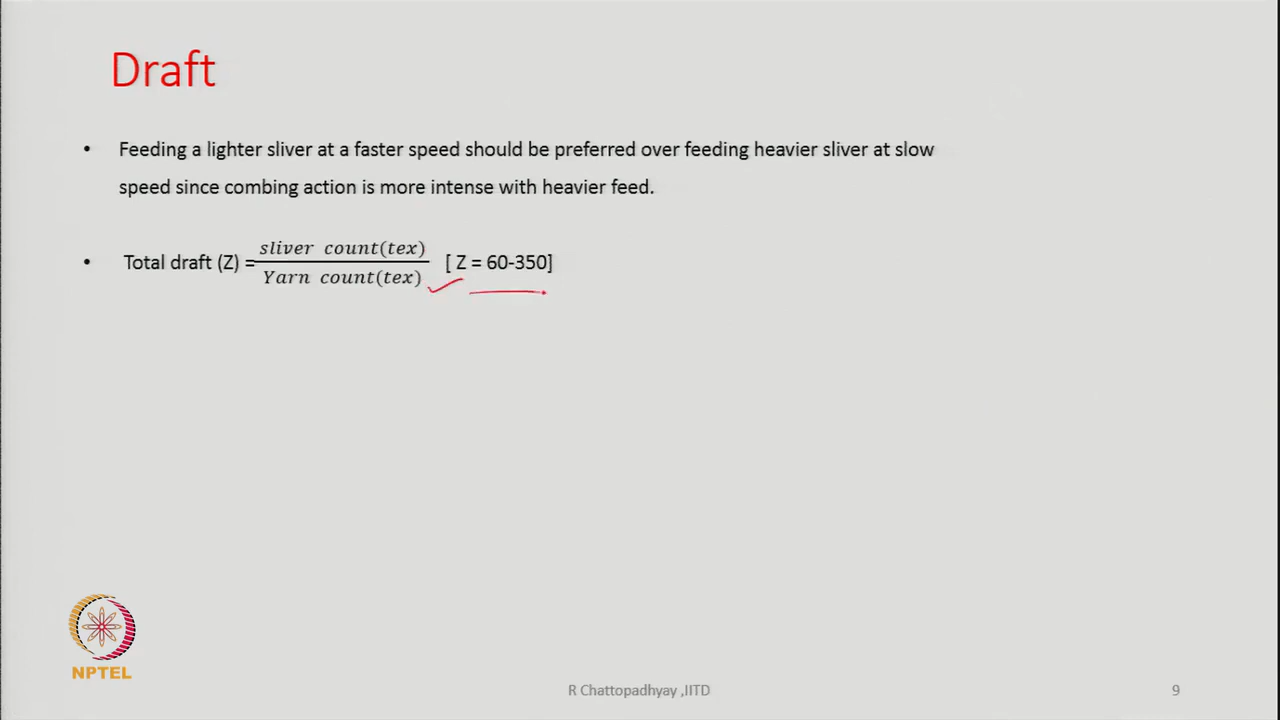 Draft
• Feeding a lighter sliver at a faster speed should be preferred over feeding heavier sliver at slow
speed since combing action is more intense with heavier feed.
• Total draft (Z) = sliver count(tex) / Yarn count(tex) [ Z = 60-350]
NPTEL
R Chattopadhyay ,IITD
9